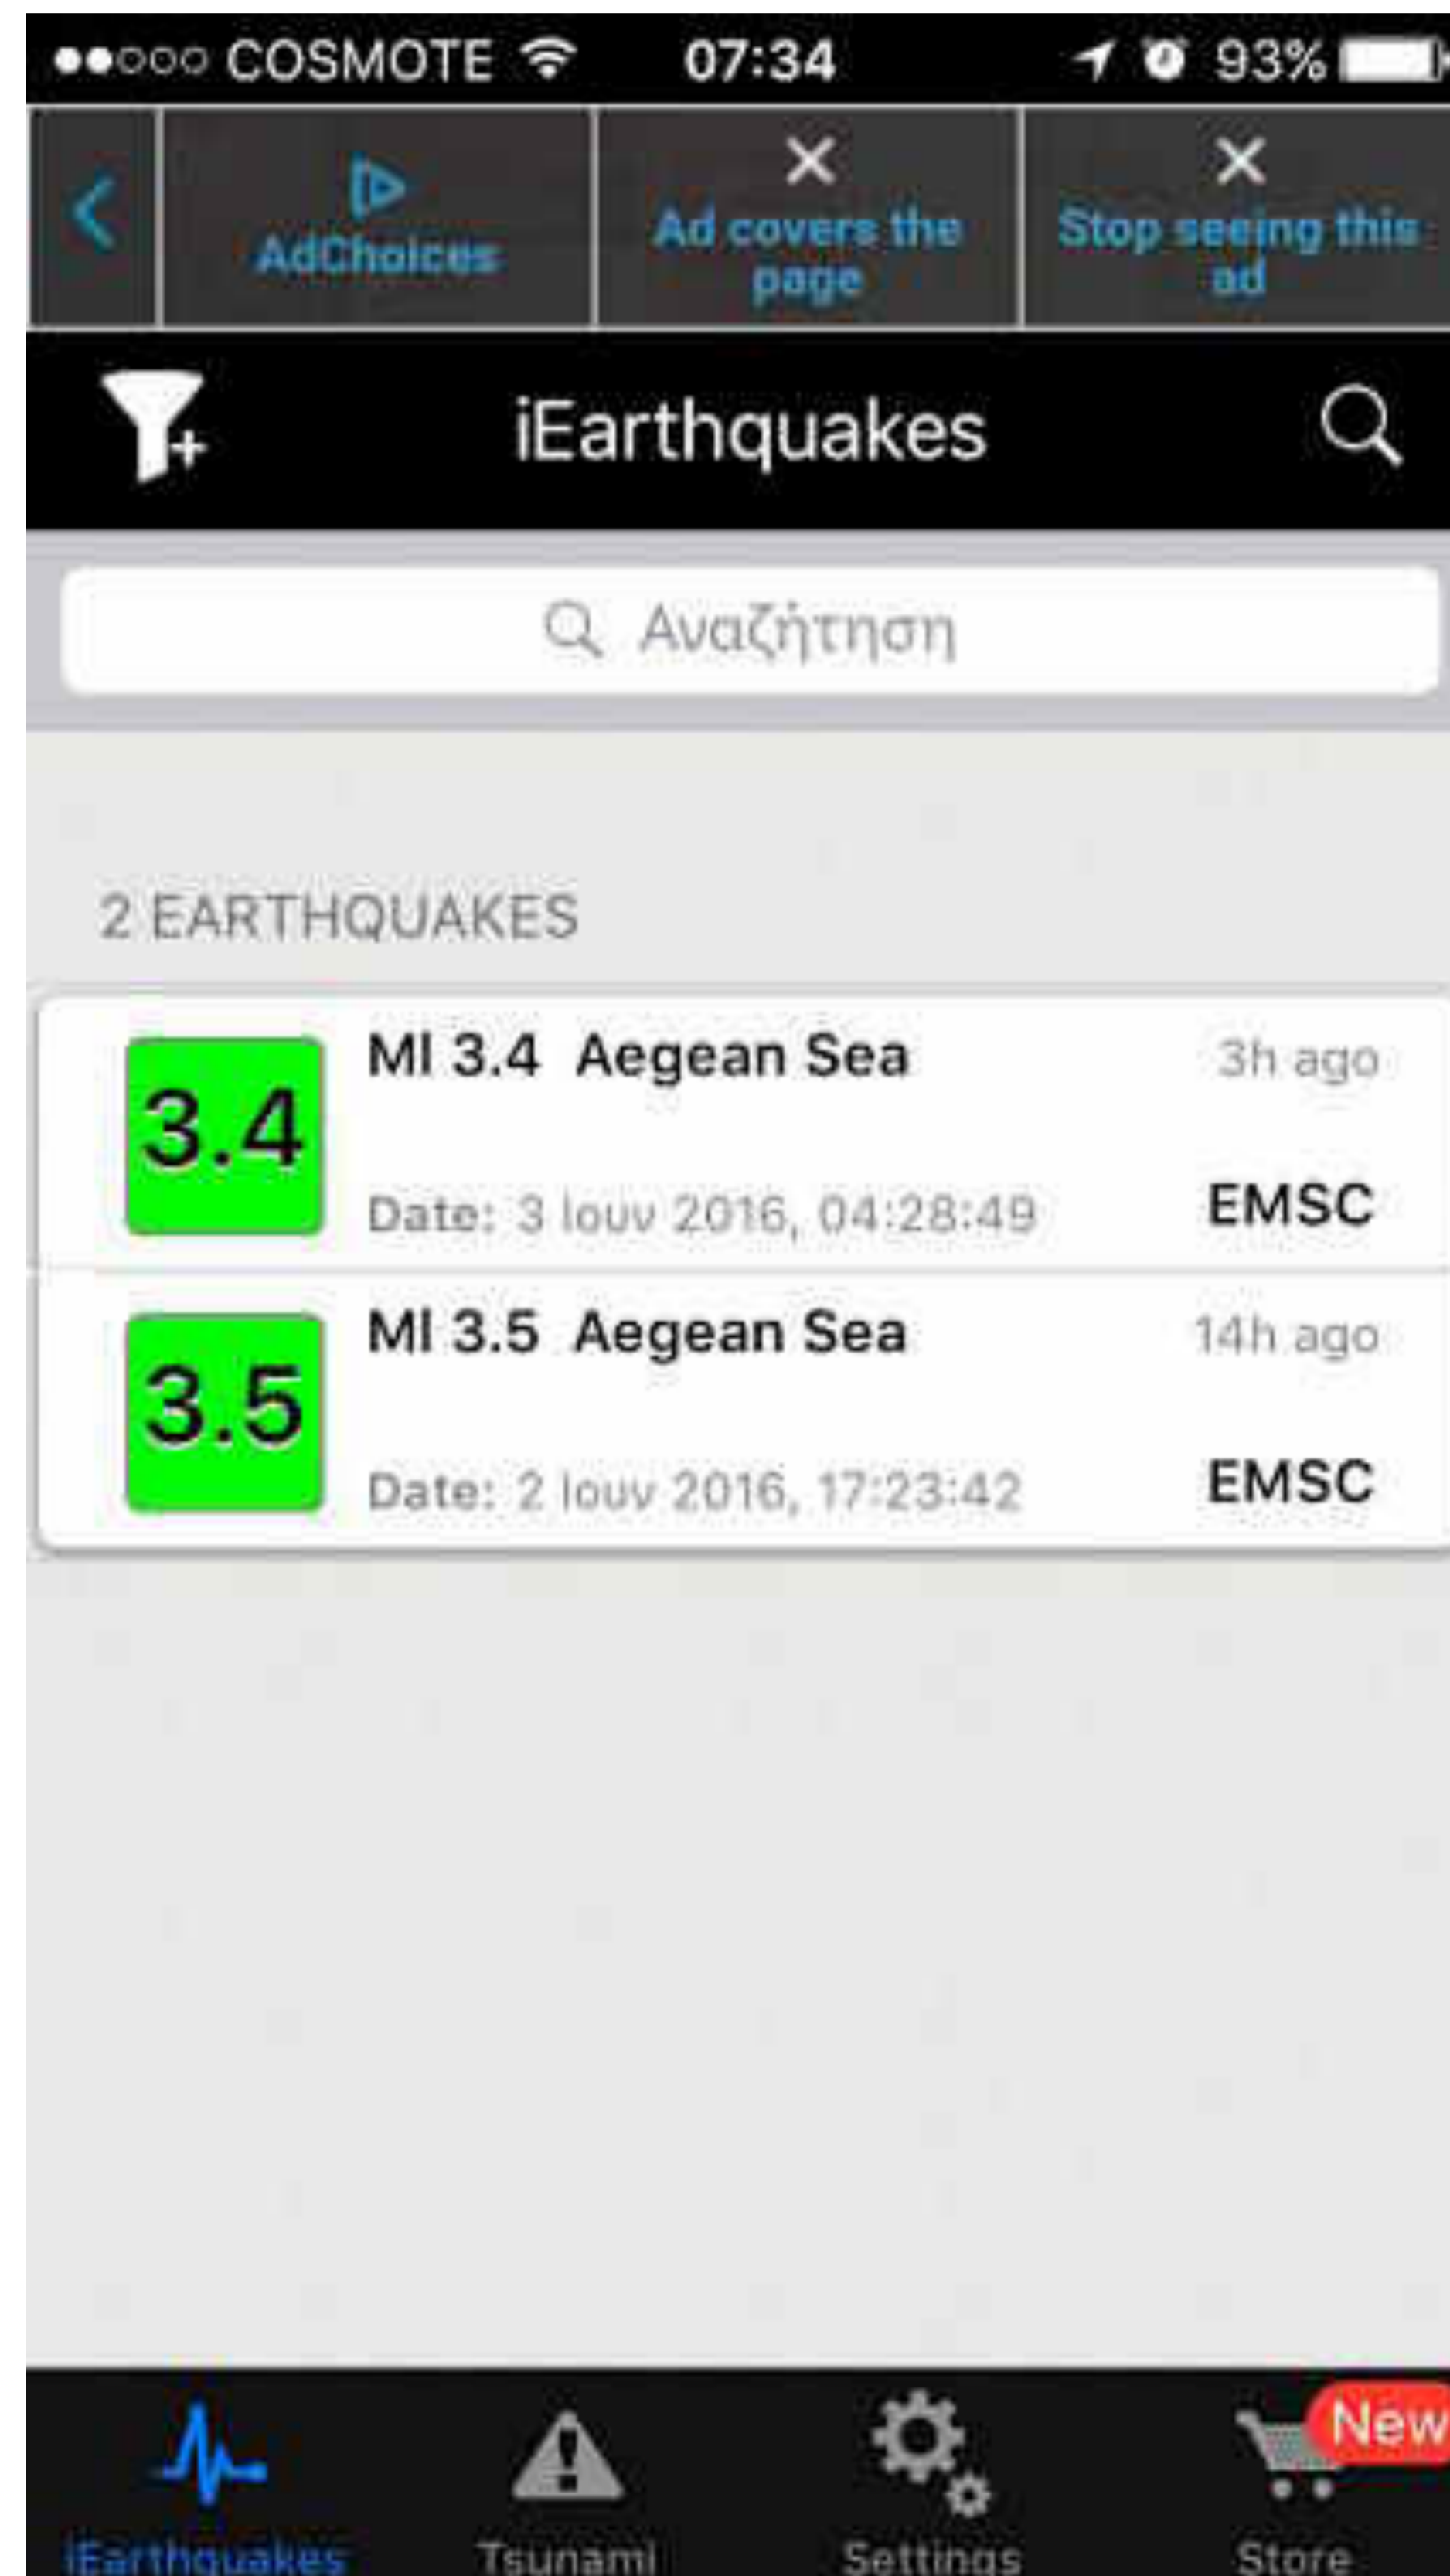 COSMOTE 07:34 93%
AdChoices
Ad covers the
page
Stop seeing this
ad
iEarthquakes
Αναζήτηση
2 EARTHQUAKES
3.4
Ml 3.4 Aegean Sea
3h ago
Date: 3 Ιουν 2016, 04:28:49
EMSC
3.5
Ml 3.5 Aegean Sea
14h ago
Date: 2 Ιουν 2016, 17:23:42
EMSC
New
iEarthquakes
Tsunami
Settings
Store